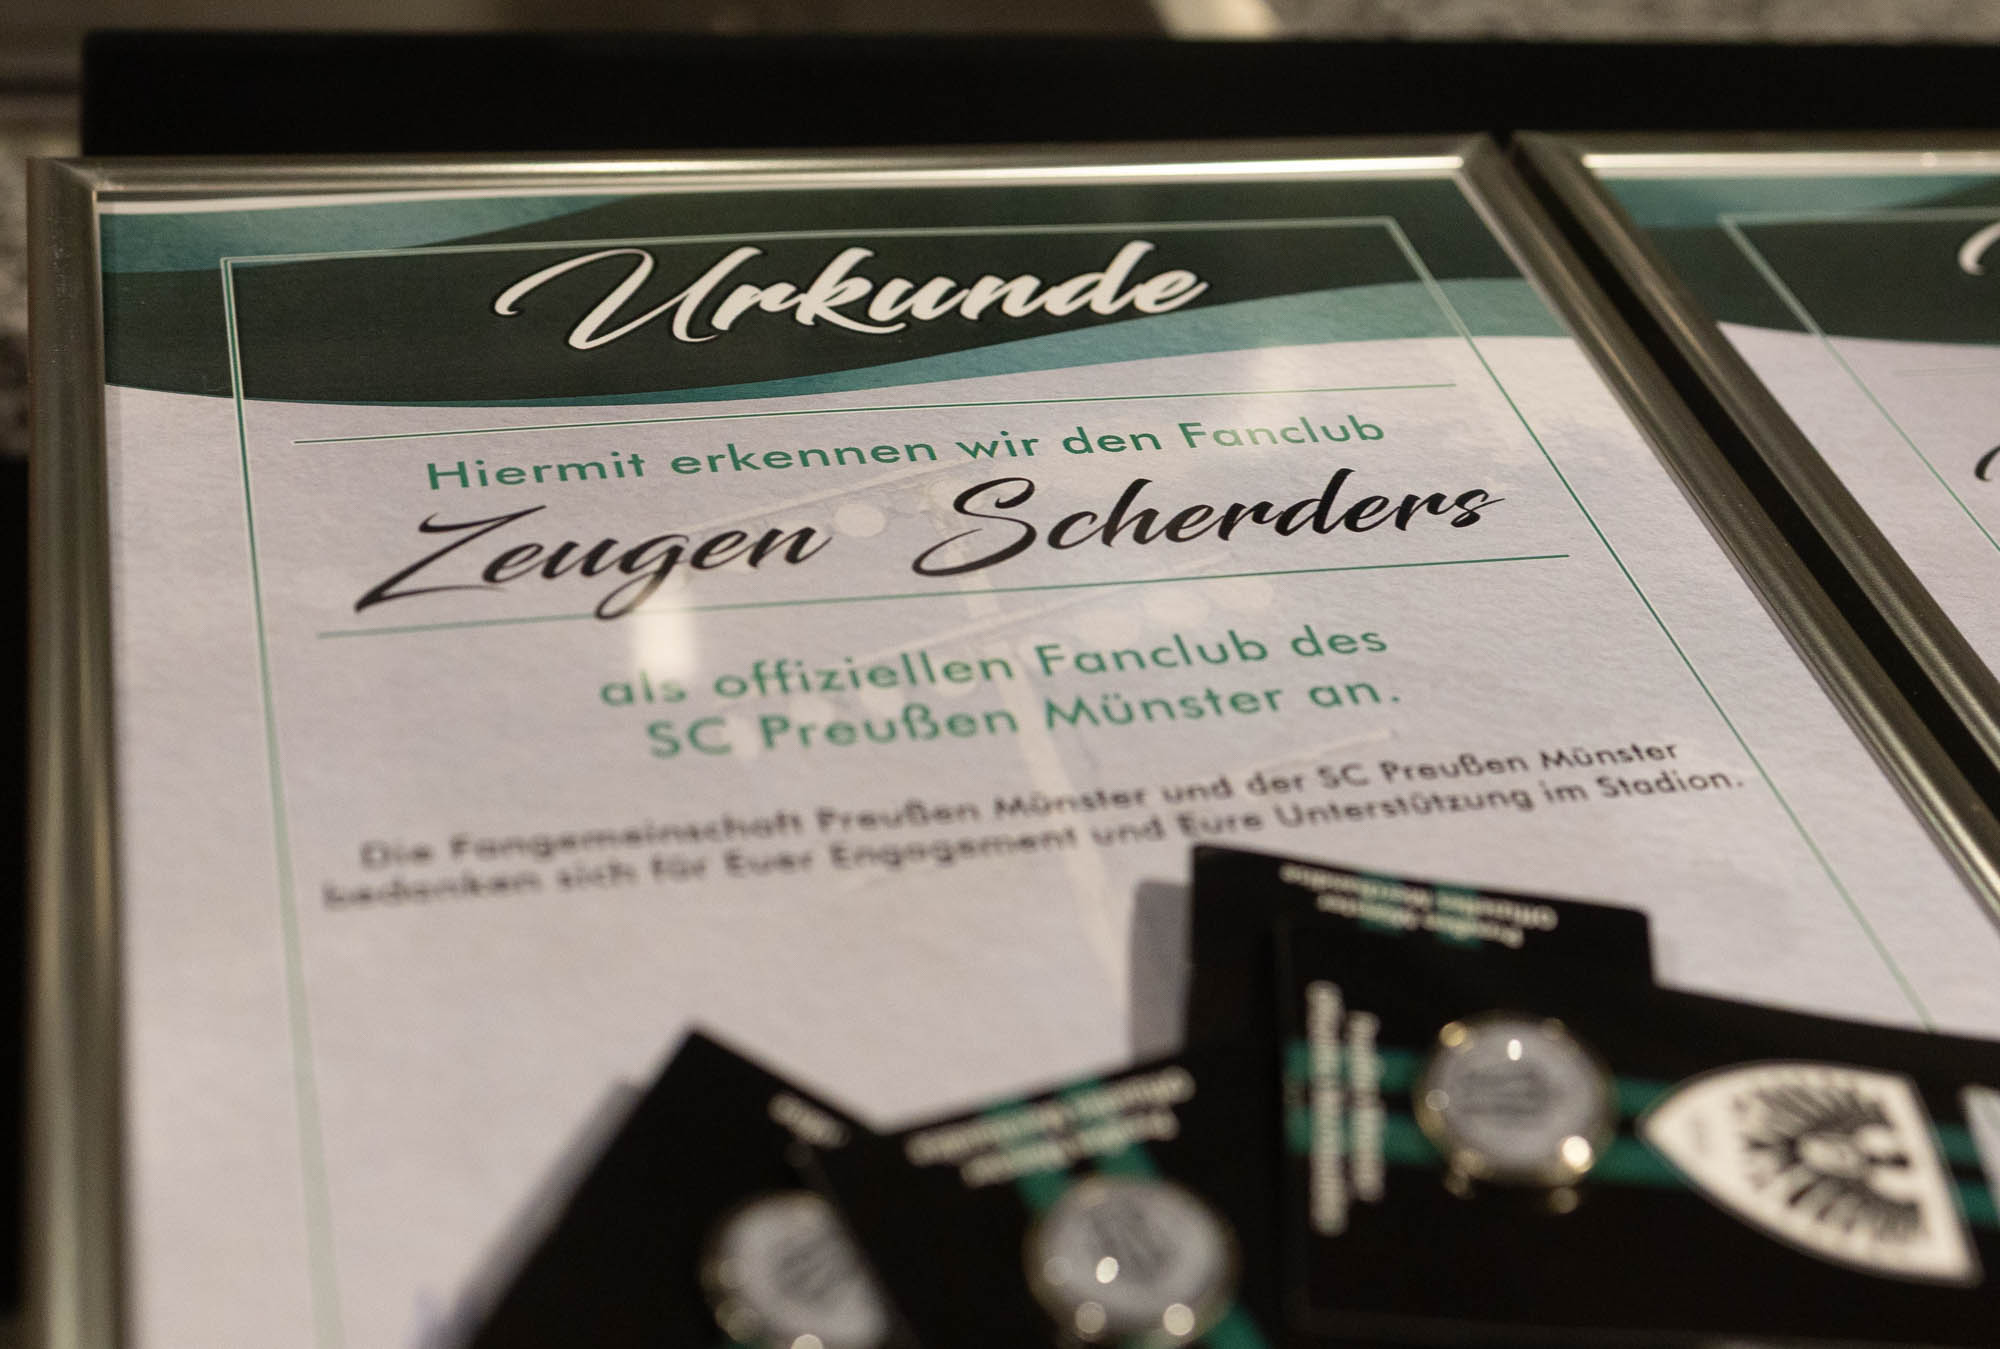 Urkunde
Hiermit erkennen wir den Fanclub
Zeugen Scherders
als offiziellen Fanclub des
SC Preußen Münster an.
Die Fangemeinschaft Preußen Münster und der SC Preußen Münster
bedanken sich für Euer Engagement und Eure Unterstützung im Stadion.